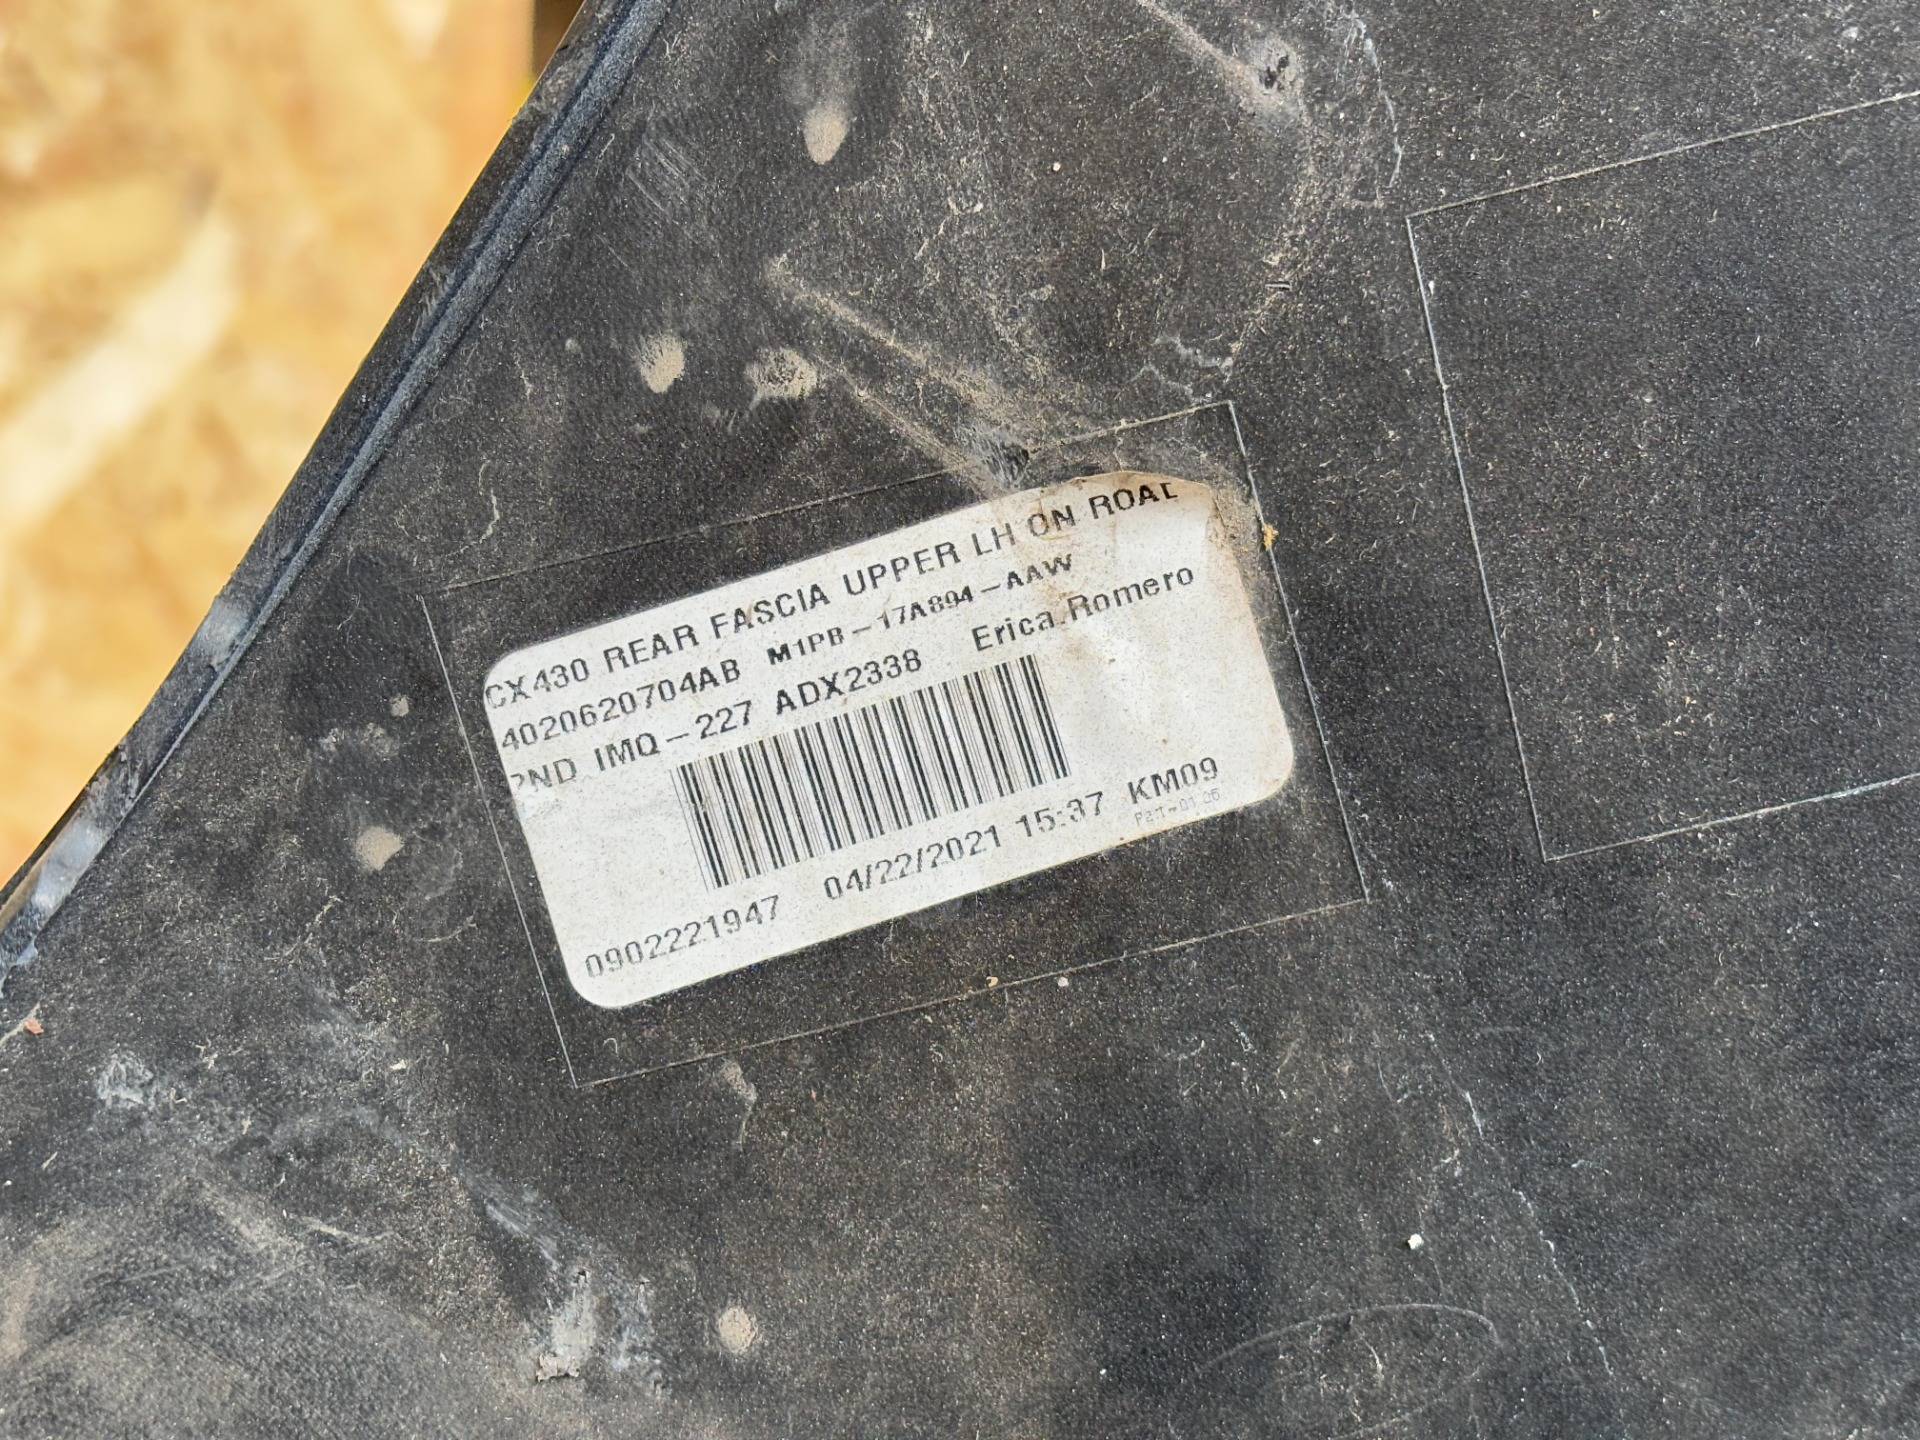 CX430 REAR FASCIA UPPER LH ON ROAD
4020620704AB M1PB-17A894-AAW
2ND IMQ-227 ADX2338 Erica.Romero
0902221947 04/22/2021 15:37 KM09